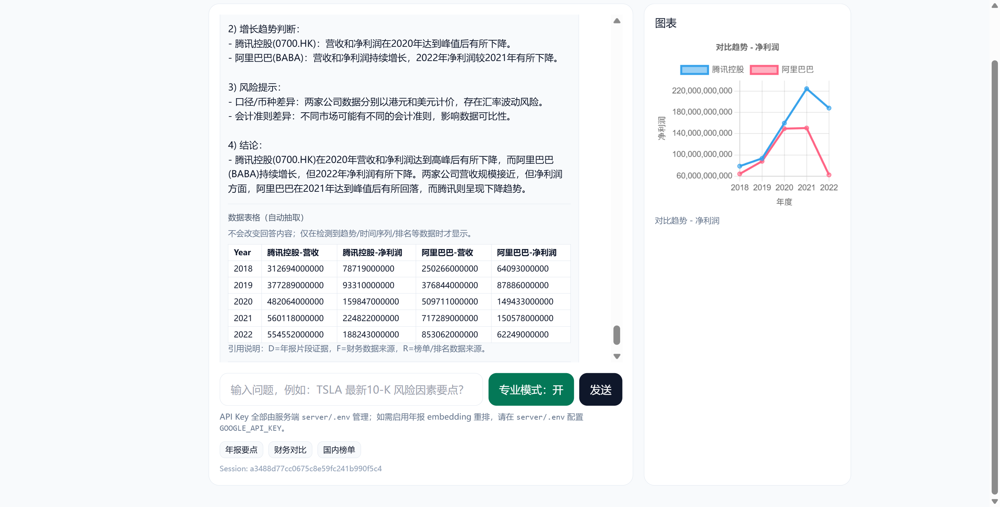 2) 增长趋势判断：
- 腾讯控股(0700.HK)：营收和净利润在2020年达到峰值后有所下降。
- 阿里巴巴(BABA)：营收和净利润持续增长，2022年净利润较2021年有所下降。
3) 风险提示：
- 口径/币种差异：两家公司数据分别以港元和美元计价，存在汇率波动风险。
- 会计准则差异：不同市场可能有不同的会计准则，影响数据可比性。
4) 结论：
- 腾讯控股(0700.HK)在2020年营收和净利润达到高峰后有所下降，而阿里巴巴
(BABA)持续增长，但2022年净利润有所下降。两家公司营收规模接近，但净利润
方面，阿里巴巴在2021年达到峰值后有所回落，而腾讯则呈现下降趋势。
数据表格（自动抽取）
不会改变回答内容；仅在检测到趋势/时间序列/排名等数据时才显示。
Year 腾讯控股-营收 腾讯控股-净利润 阿里巴巴-营收 阿里巴巴-净利润
2018 312694000000 78719000000 250266000000 64093000000
2019 377289000000 93310000000 376844000000 87886000000
2020 482064000000 159847000000 509711000000 149433000000
2021 560118000000 224822000000 717289000000 150578000000
2022 554552000000 188243000000 853062000000 62249000000
引用说明：D=年报片段证据，F=财务数据来源，R=榜单/排名数据来源。
输入问题，例如：TSLA 最新10-K 风险因素要点？
专业模式：开
发送
API Key 全部由服务端 server/.env 管理；如需启用年报 embedding 重排，请在 server/.env 配置
GOOGLE_API_KEY。
年报要点 财务对比 国内榜单
Session: a3488d77cc0675c8e59fc241b990f5c4
图表
对比趋势 - 净利润
腾讯控股 阿里巴巴
220,000,000,000
180,000,000,000
140,000,000,000
100,000,000,000
60,000,000,000
净利润
2018 2019 2020 2021 2022
年度
对比趋势 - 净利润